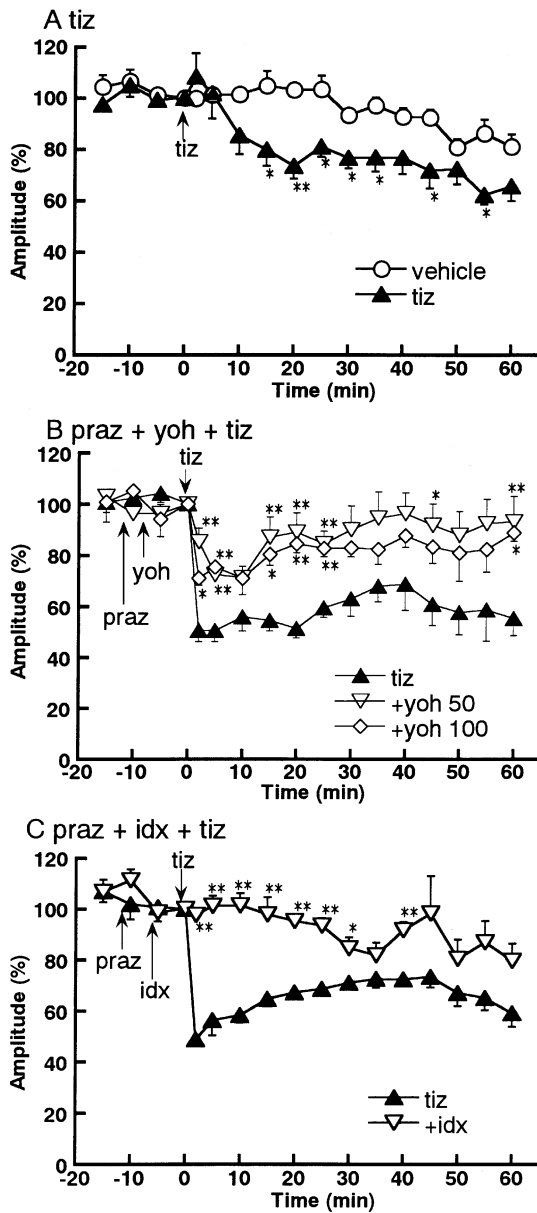 A tiz
120
100
80
60
40
20
0
Amplitude (%)
tiz
* ** * * * * *
vehicle
tiz
-20 -10 0 10 20 30 40 50 60
Time (min)
B praz + yoh + tiz
120
100
80
60
40
20
0
Amplitude (%)
tiz
yoh
praz
** ** ** ** ** * **
* ** * ** ** *
tiz
+yoh 50
+yoh 100
-20 -10 0 10 20 30 40 50 60
Time (min)
C praz + idx + tiz
120
100
80
60
40
20
0
Amplitude (%)
tiz
praz
idx
** ** ** ** ** ** * **
tiz
+idx
-20 -10 0 10 20 30 40 50 60
Time (min)